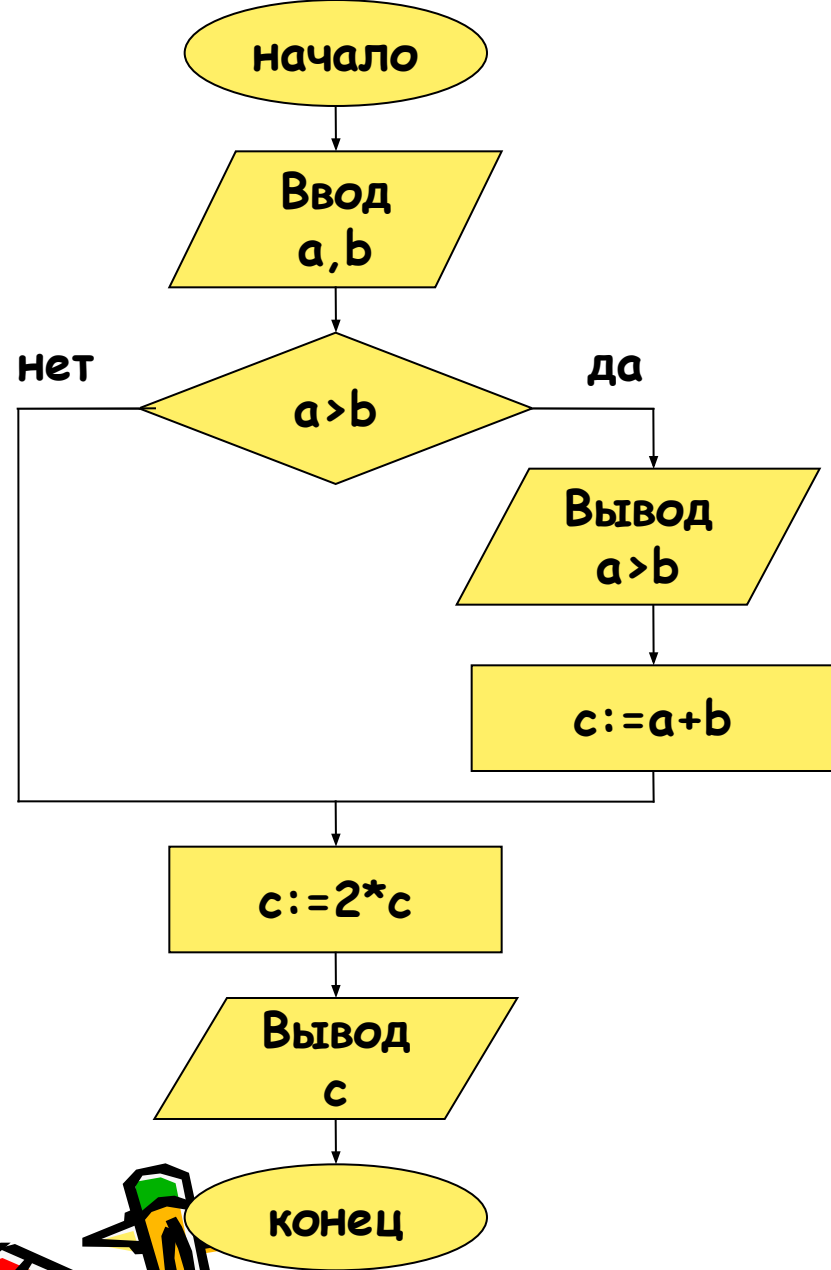 начало
Ввод
a,b
нет
да
a>b
Вывод
a>b
c:=a+b
c:=2*c
Вывод
c
конец